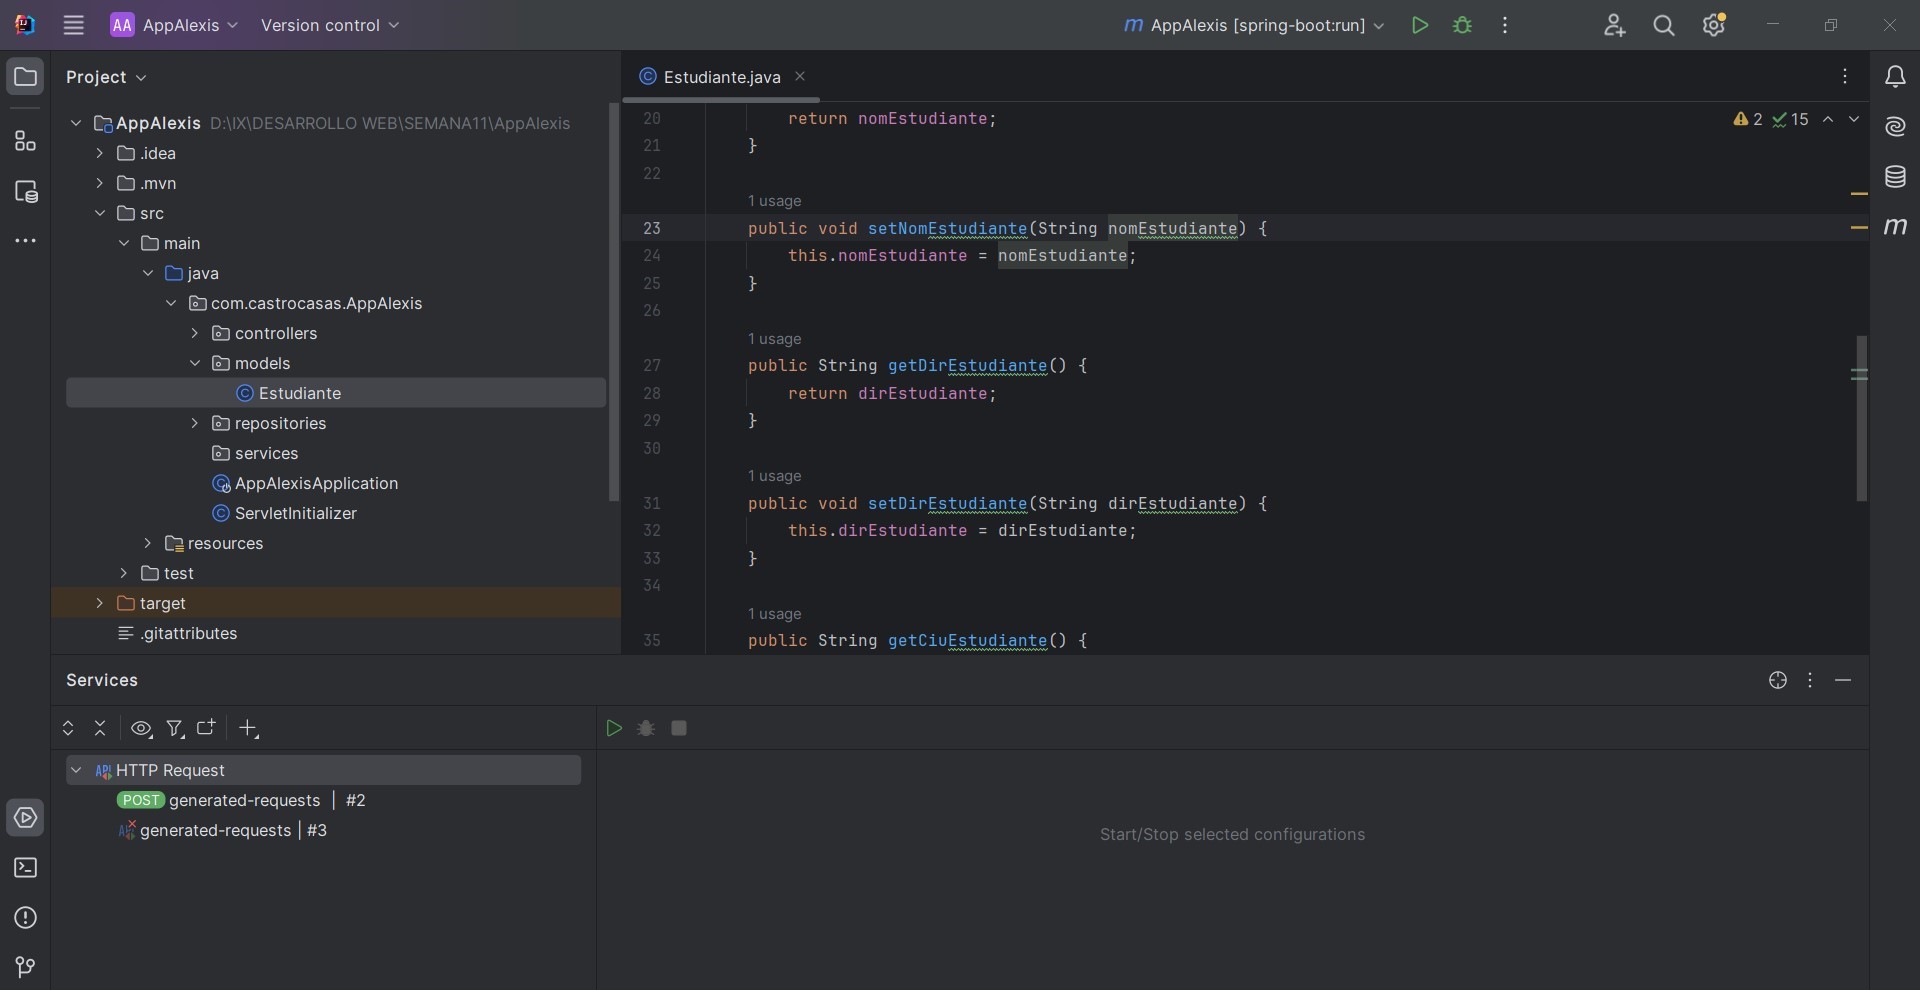 AA AppAlexis Version control m AppAlexis [spring-boot:run]
Project
AppAlexis D:\IX\DESARROLLO WEB\SEMANA11\AppAlexis
.idea
.mvn
src
main
java
com.castrocasas.AppAlexis
controllers
models
Estudiante
repositories
services
AppAlexisApplication
ServletInitializer
resources
test
target
.gitattributes
Estudiante.java
2 15
20 return nomEstudiante;
21 }
22
1 usage
23 public void setNomEstudiante(String nomEstudiante) {
24 this.nomEstudiante = nomEstudiante;
25 }
26
1 usage
27 public String getDirEstudiante() {
28 return dirEstudiante;
29 }
30
1 usage
31 public void setDirEstudiante(String dirEstudiante) {
32 this.dirEstudiante = dirEstudiante;
33 }
34
1 usage
35 public String getCiuEstudiante() {
m
Services
API HTTP Request
POST generated-requests | #2
API generated-requests | #3
Start/Stop selected configurations